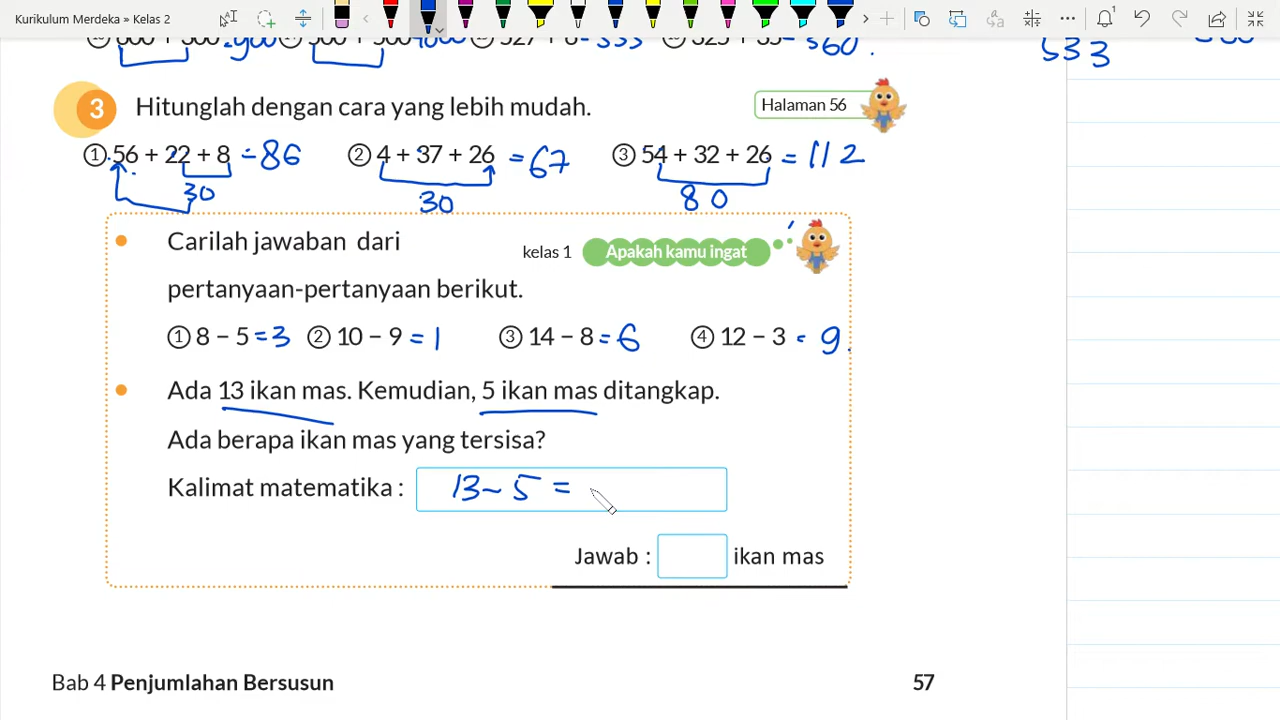 Kurikulum Merdeka » Kelas 2
533
3 Hitunglah dengan cara yang lebih mudah. Halaman 56
① 56 + 22 + 8 = 86 ② 4 + 37 + 26 = 67 ③ 54 + 32 + 26 = 112
30 30 80
• Carilah jawaban dari kelas 1 Apakah kamu ingat
pertanyaan-pertanyaan berikut.
① 8 – 5 = 3 ② 10 – 9 = 1 ③ 14 – 8 = 6 ④ 12 – 3 = 9
• Ada 13 ikan mas. Kemudian, 5 ikan mas ditangkap.
Ada berapa ikan mas yang tersisa?
Kalimat matematika : 13 – 5 =
Jawab : ikan mas
Bab 4 Penjumlahan Bersusun 57